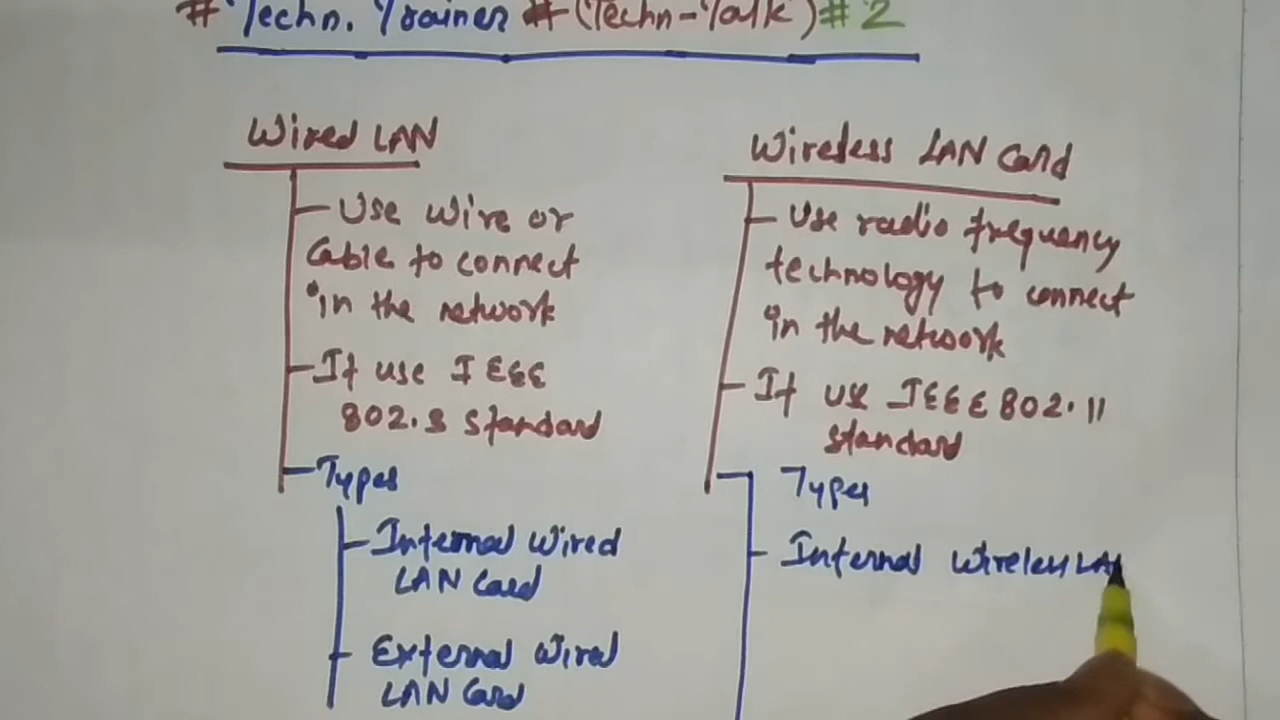 # Techn. Trainer # (Techn-Talk) # 2
Wired LAN
Use wire or
Cable to connect
in the network
It use IEEE
802.3 standard
Types
Internal Wired
LAN Card
External Wired
LAN Card
Wireless LAN Card
Use radio frequency
technology to connect
in the network
It use IEEE 802.11
standard
Types
Internal Wireless LAN